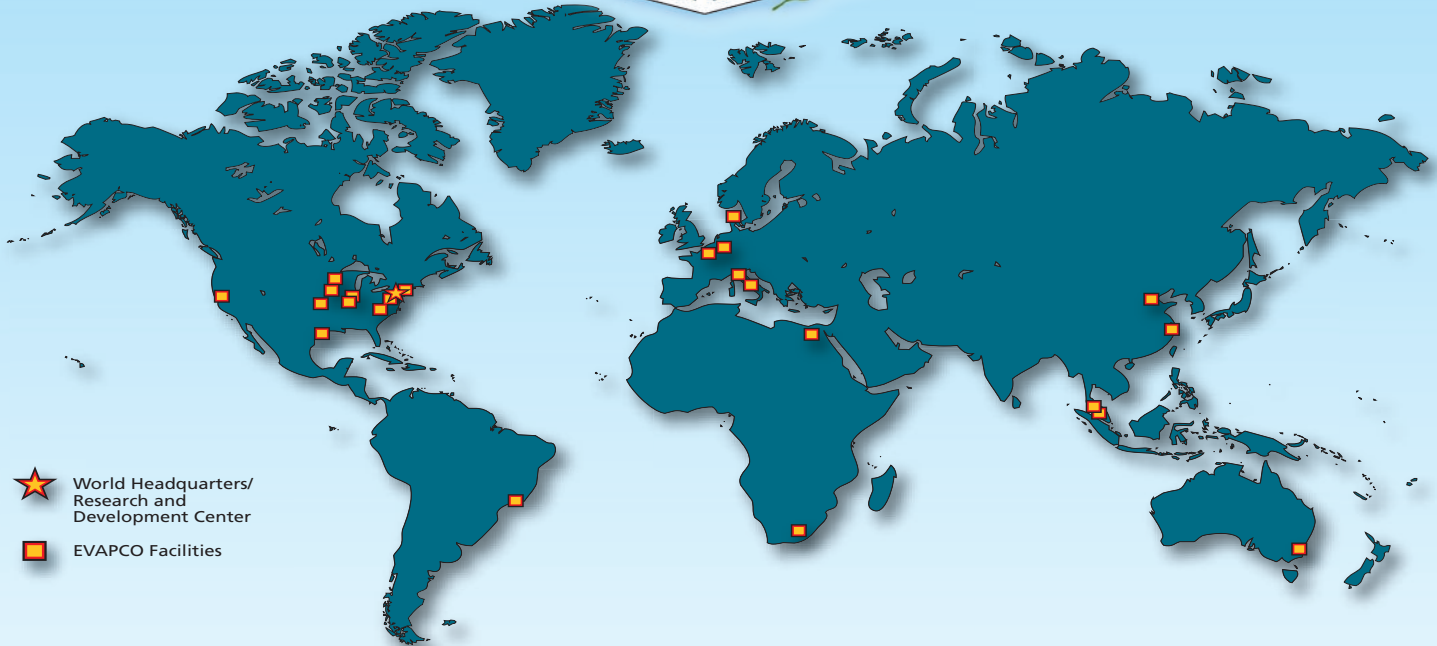 World Headquarters/
Research and
Development Center
EVAPCO Facilities